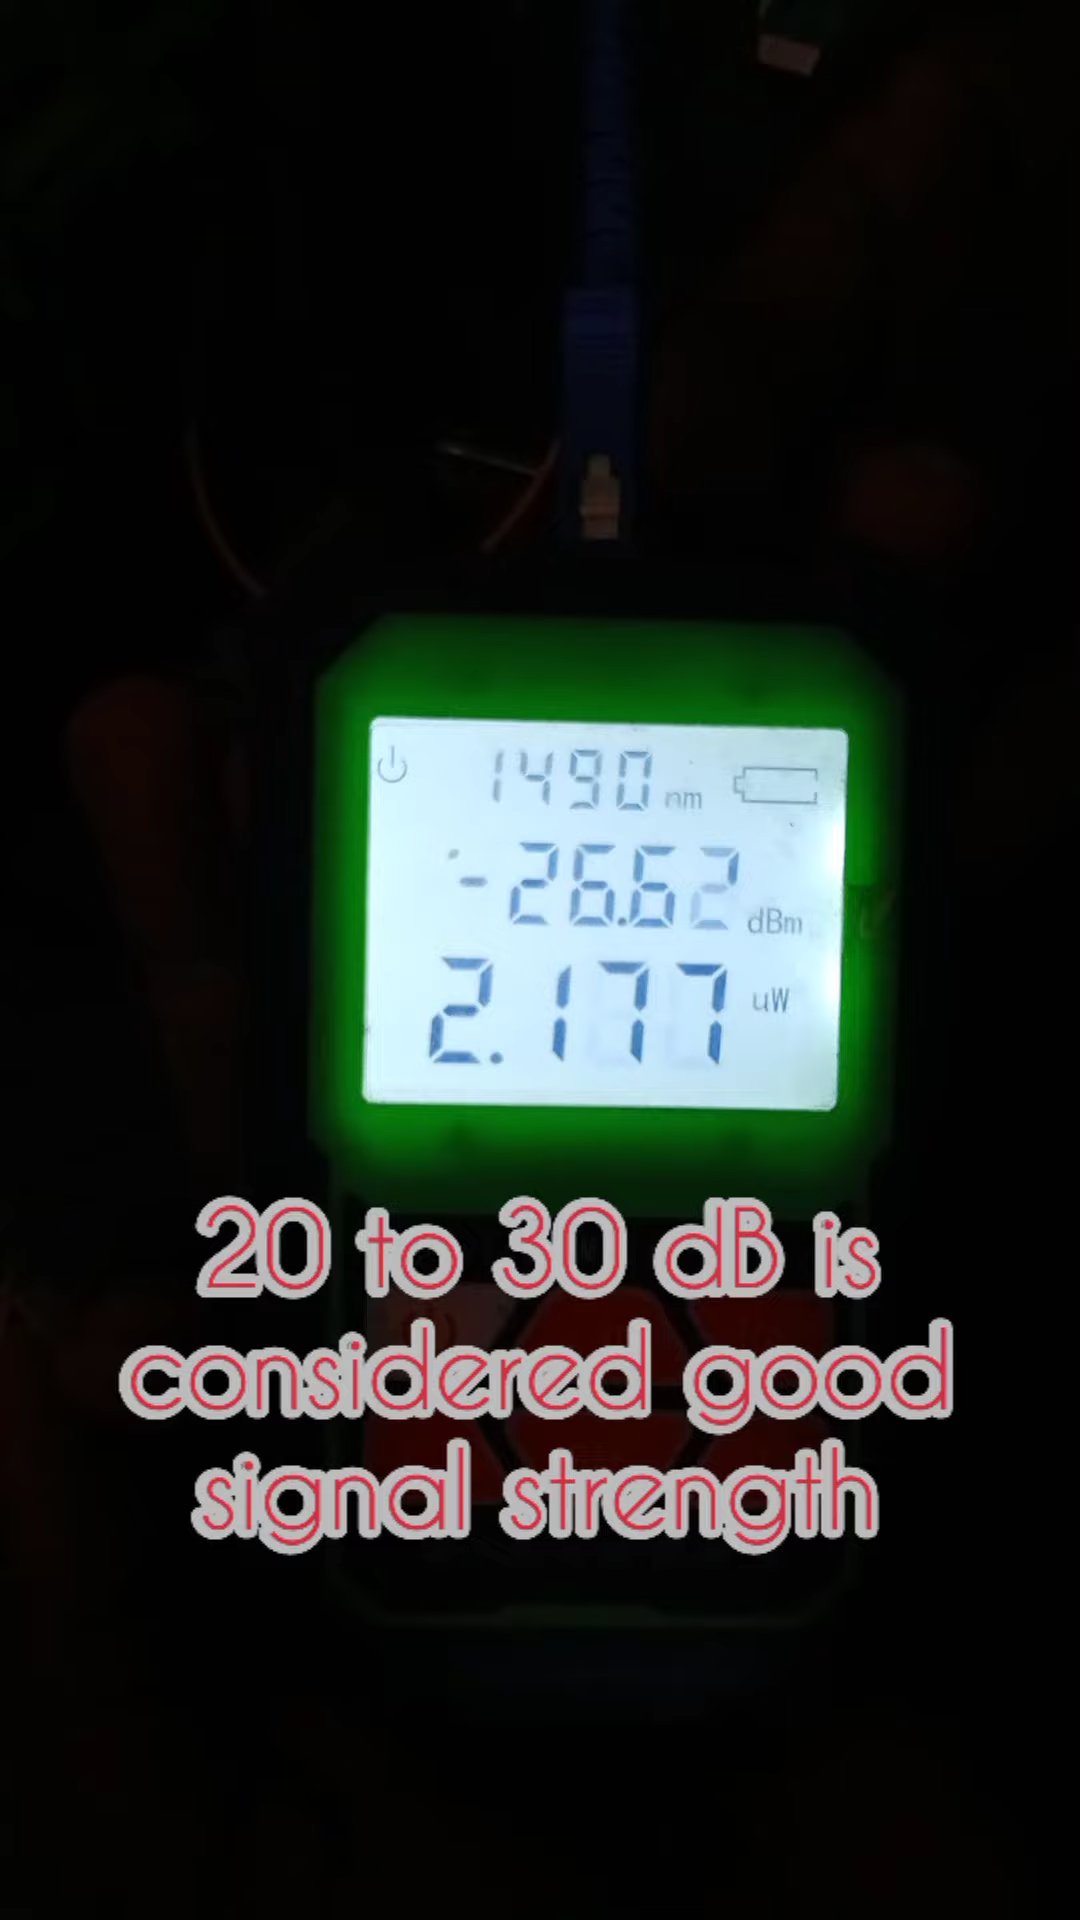 1490 nm
-26.62 dBm
2.177 uW
20 to 30 dB is
considered good
signal strength